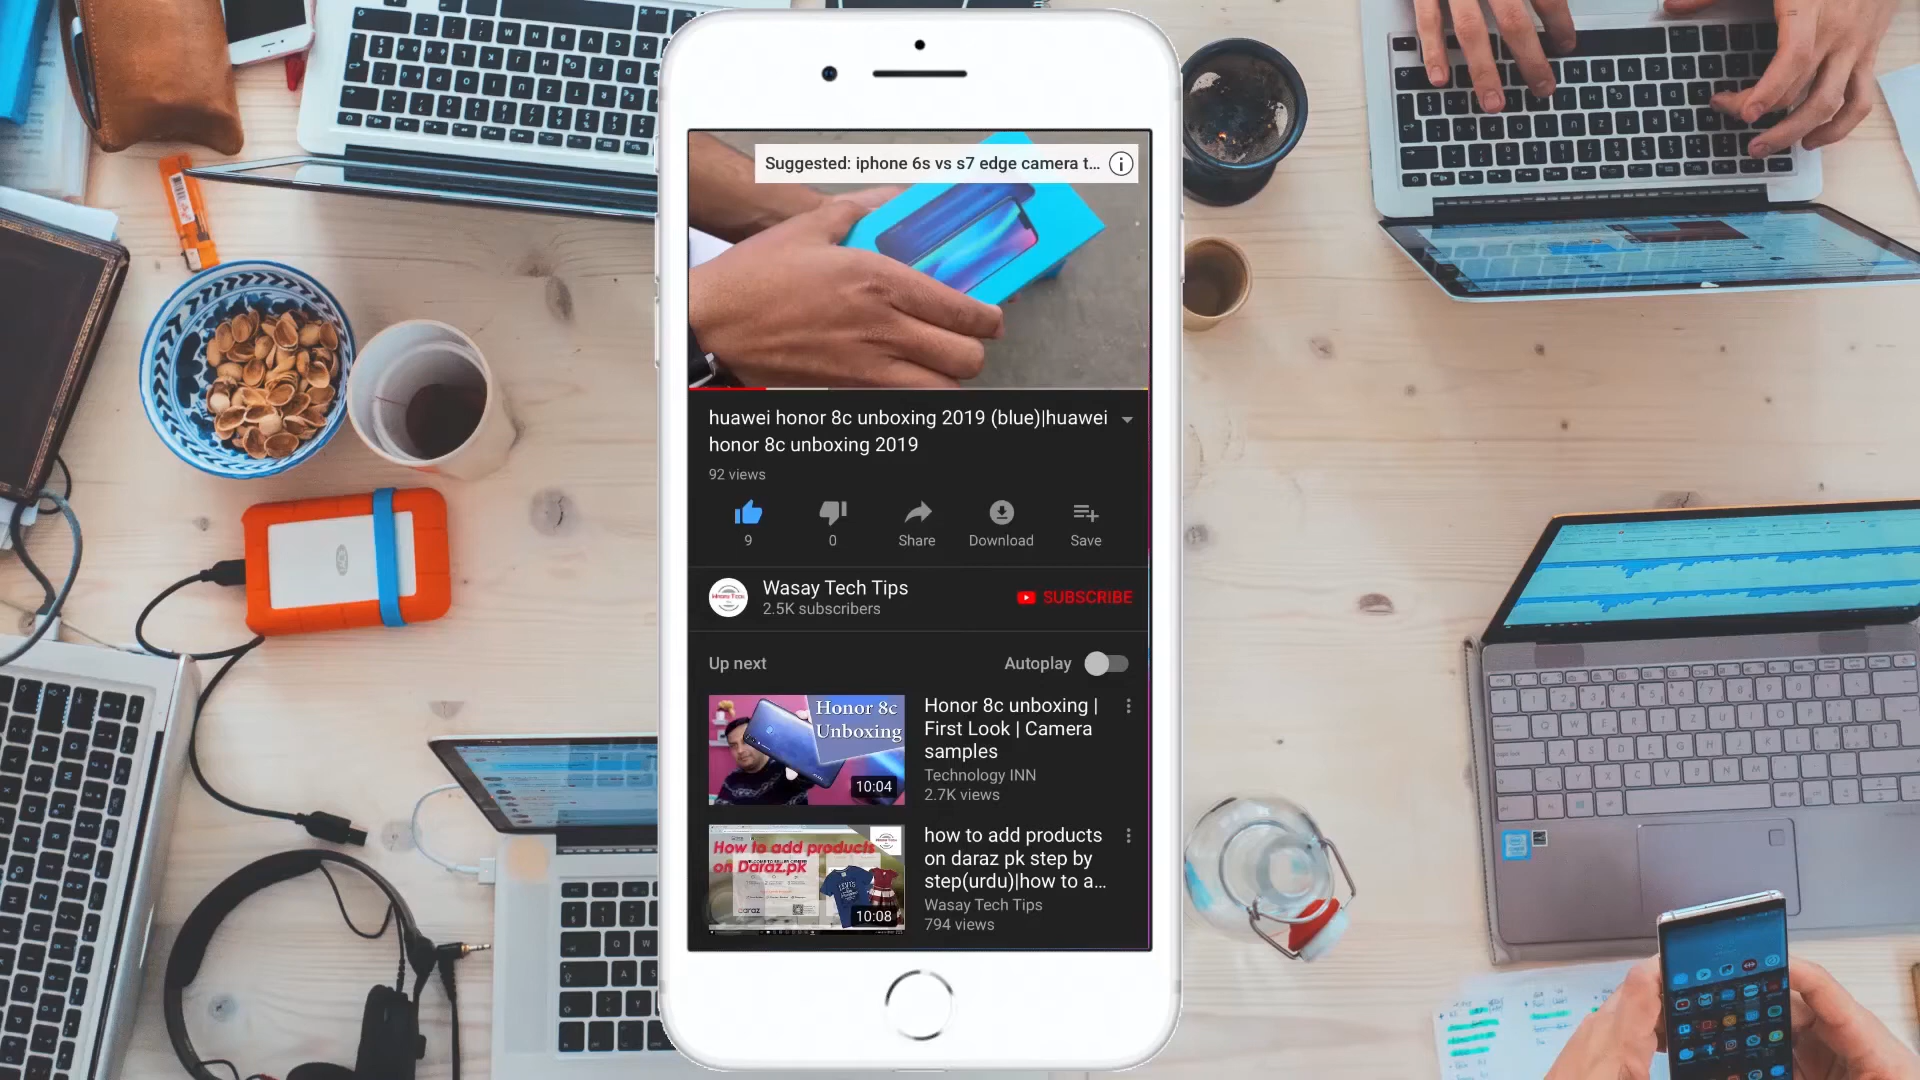 Suggested: iphone 6s vs s7 edge camera t...
huawei honor 8c unboxing 2019 (blue)|huawei
honor 8c unboxing 2019
92 views
9
0
Share
Download
Save
Wasay Tech Tips
2.5K subscribers
SUBSCRIBE
Up next
Autoplay
Honor 8c
Unboxing
10:04
Honor 8c unboxing |
First Look | Camera
samples
Technology INN
2.7K views
How to add products
on Daraz.pk
daraz
10:08
how to add products
on daraz pk step by
step(urdu)|how to a...
Wasay Tech Tips
794 views